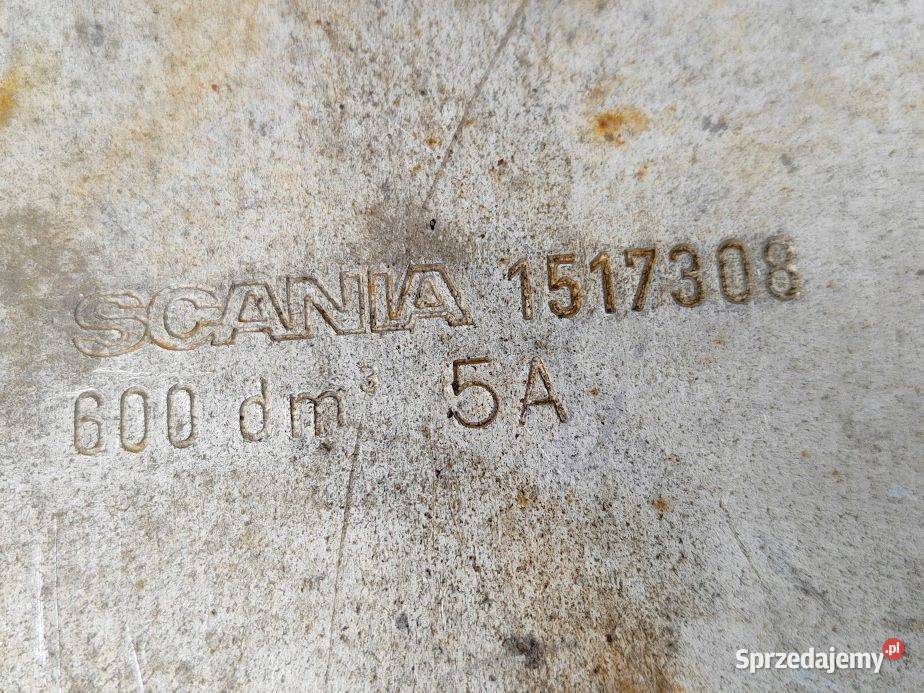 SCANIA 1517308
600 dm³ 5A
Sprzedajemy.pl